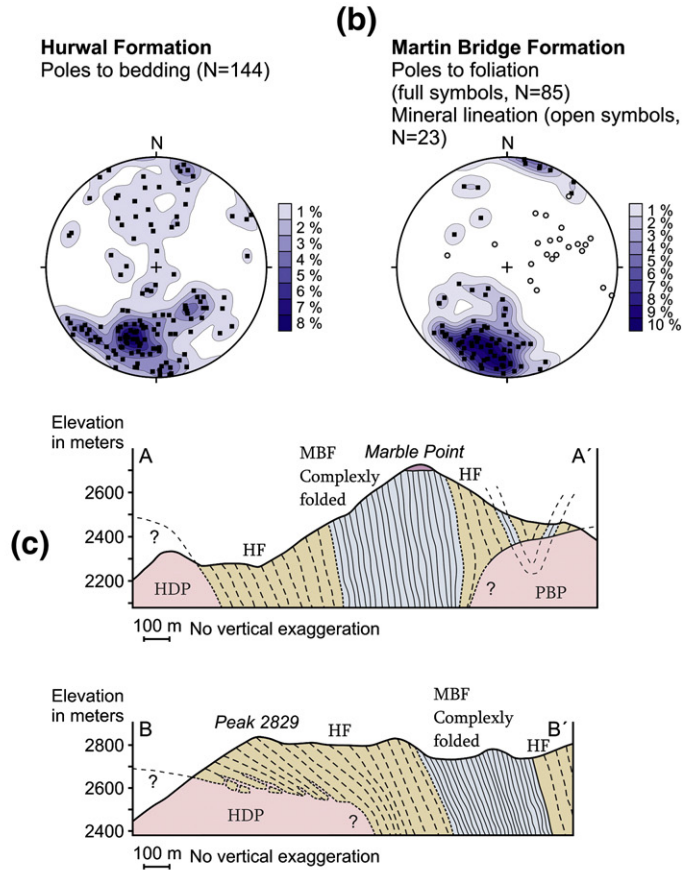 (b)
Hurwal Formation
Poles to bedding (N=144)
Martin Bridge Formation
Poles to foliation
(full symbols, N=85)
Mineral lineation (open symbols,
N=23)
N
1 %
2 %
3 %
4 %
5 %
6 %
7 %
8 %
N
1 %
2 %
3 %
4 %
5 %
6 %
7 %
8 %
9 %
10 %
(c)
Elevation
in meters
A
MBF
Complexly
folded
Marble Point
HF
A´
2600
2400
2200
?
HF
HDP
?
PBP
100 m
No vertical exaggeration
Elevation
in meters
B
Peak 2829
HF
MBF
Complexly
folded
HF
B´
2800
2600
2400
?
HDP
?
100 m
No vertical exaggeration